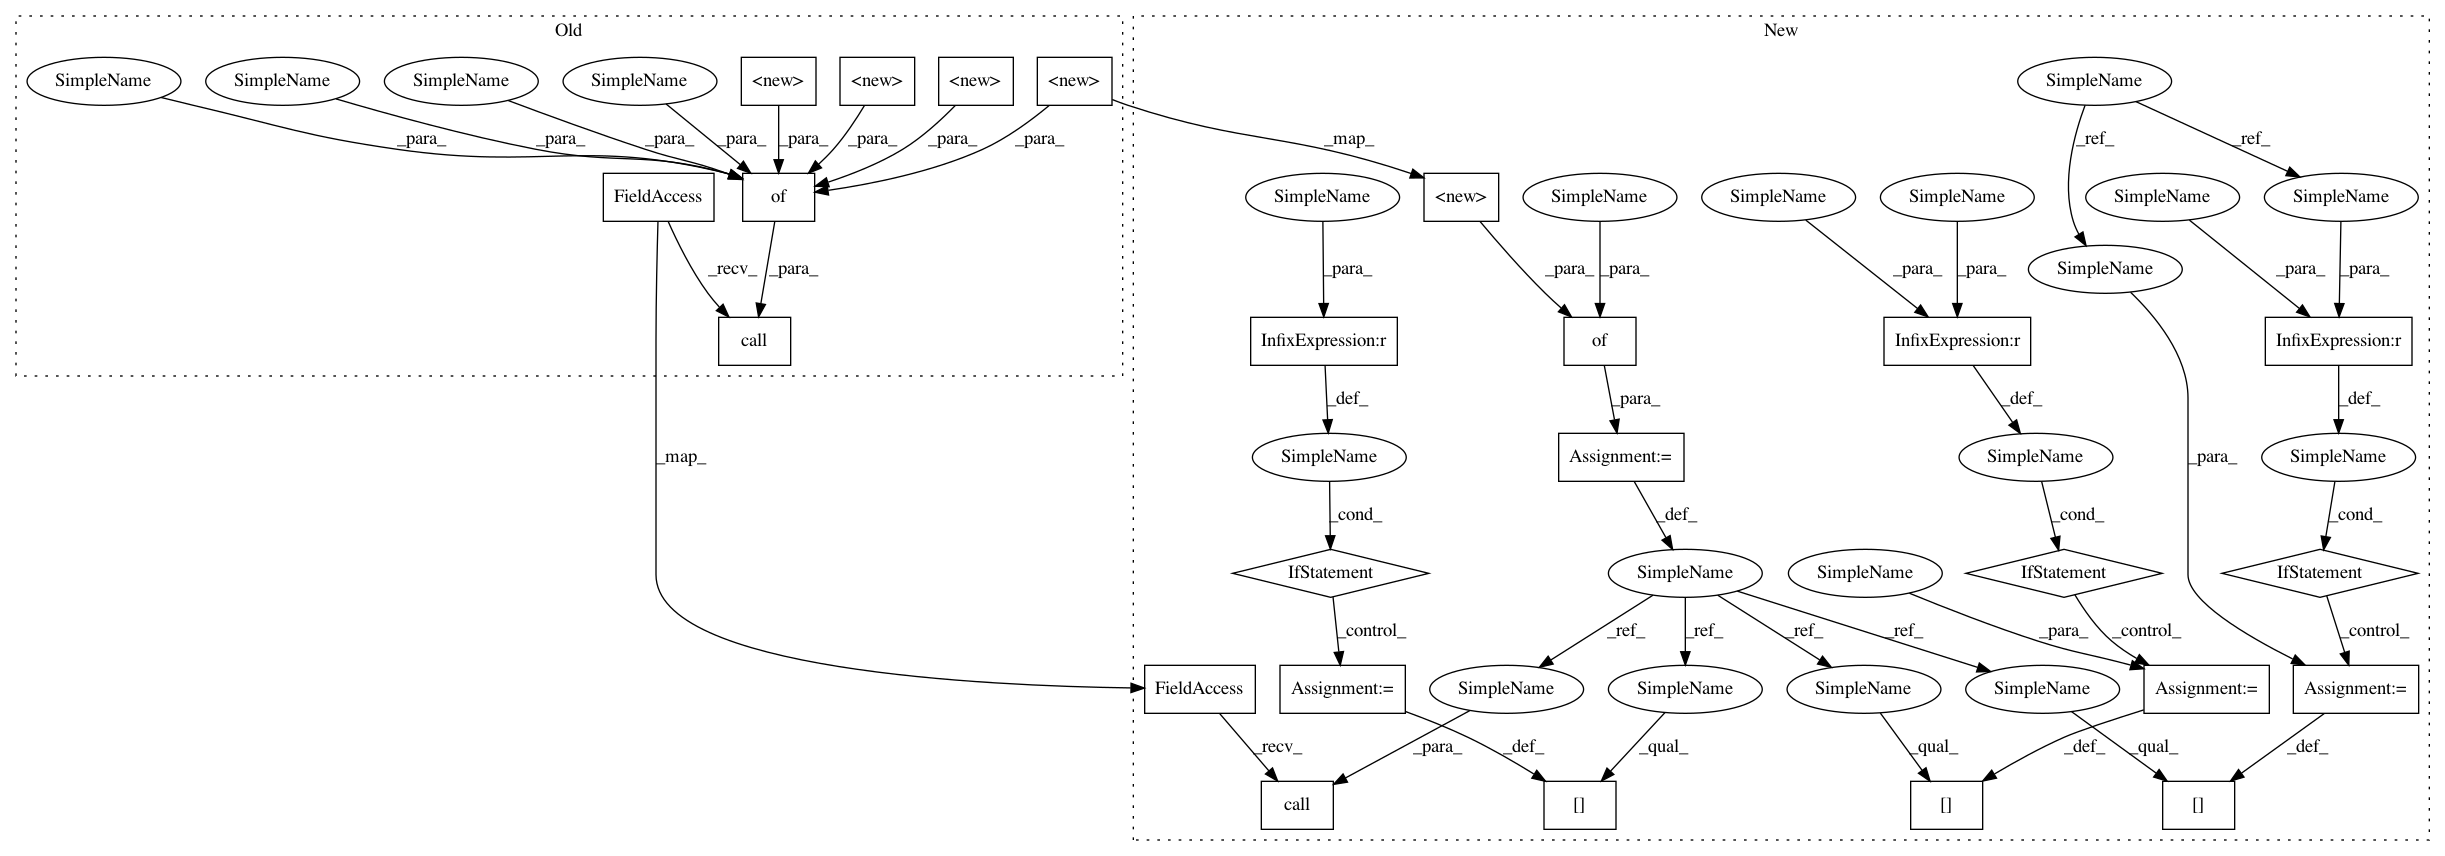 Old
New
SimpleName
SimpleName
SimpleName
SimpleName
<new>
<new>
<new>
<new>
SimpleName
_para_
_para_
_para_
_para_
_para_
_para_
_para_
_para_
_map_
_ref_
_ref_
FieldAccess
of
SimpleName
<new>
SimpleName
SimpleName
SimpleName
SimpleName
SimpleName
_recv_
_para_
_para_
_para_
_para_
_para_
_para_
SimpleName
_para_
_para_
call
InfixExpression:r
of
InfixExpression:r
InfixExpression:r
_def_
_para_
_def_
_def_
_map_
SimpleName
Assignment:=
SimpleName
_para_
SimpleName
_cond_
_def_
_cond_
_cond_
IfStatement
SimpleName
SimpleName
IfStatement
IfStatement
_control_
_ref_
_ref_
_ref_
_ref_
_para_
_control_
_control_
FieldAccess
Assignment:=
SimpleName
SimpleName
SimpleName
SimpleName
Assignment:=
Assignment:=
_recv_
_para_
_def_
_qual_
_qual_
_def_
_qual_
_def_
call
[]
[]
[]